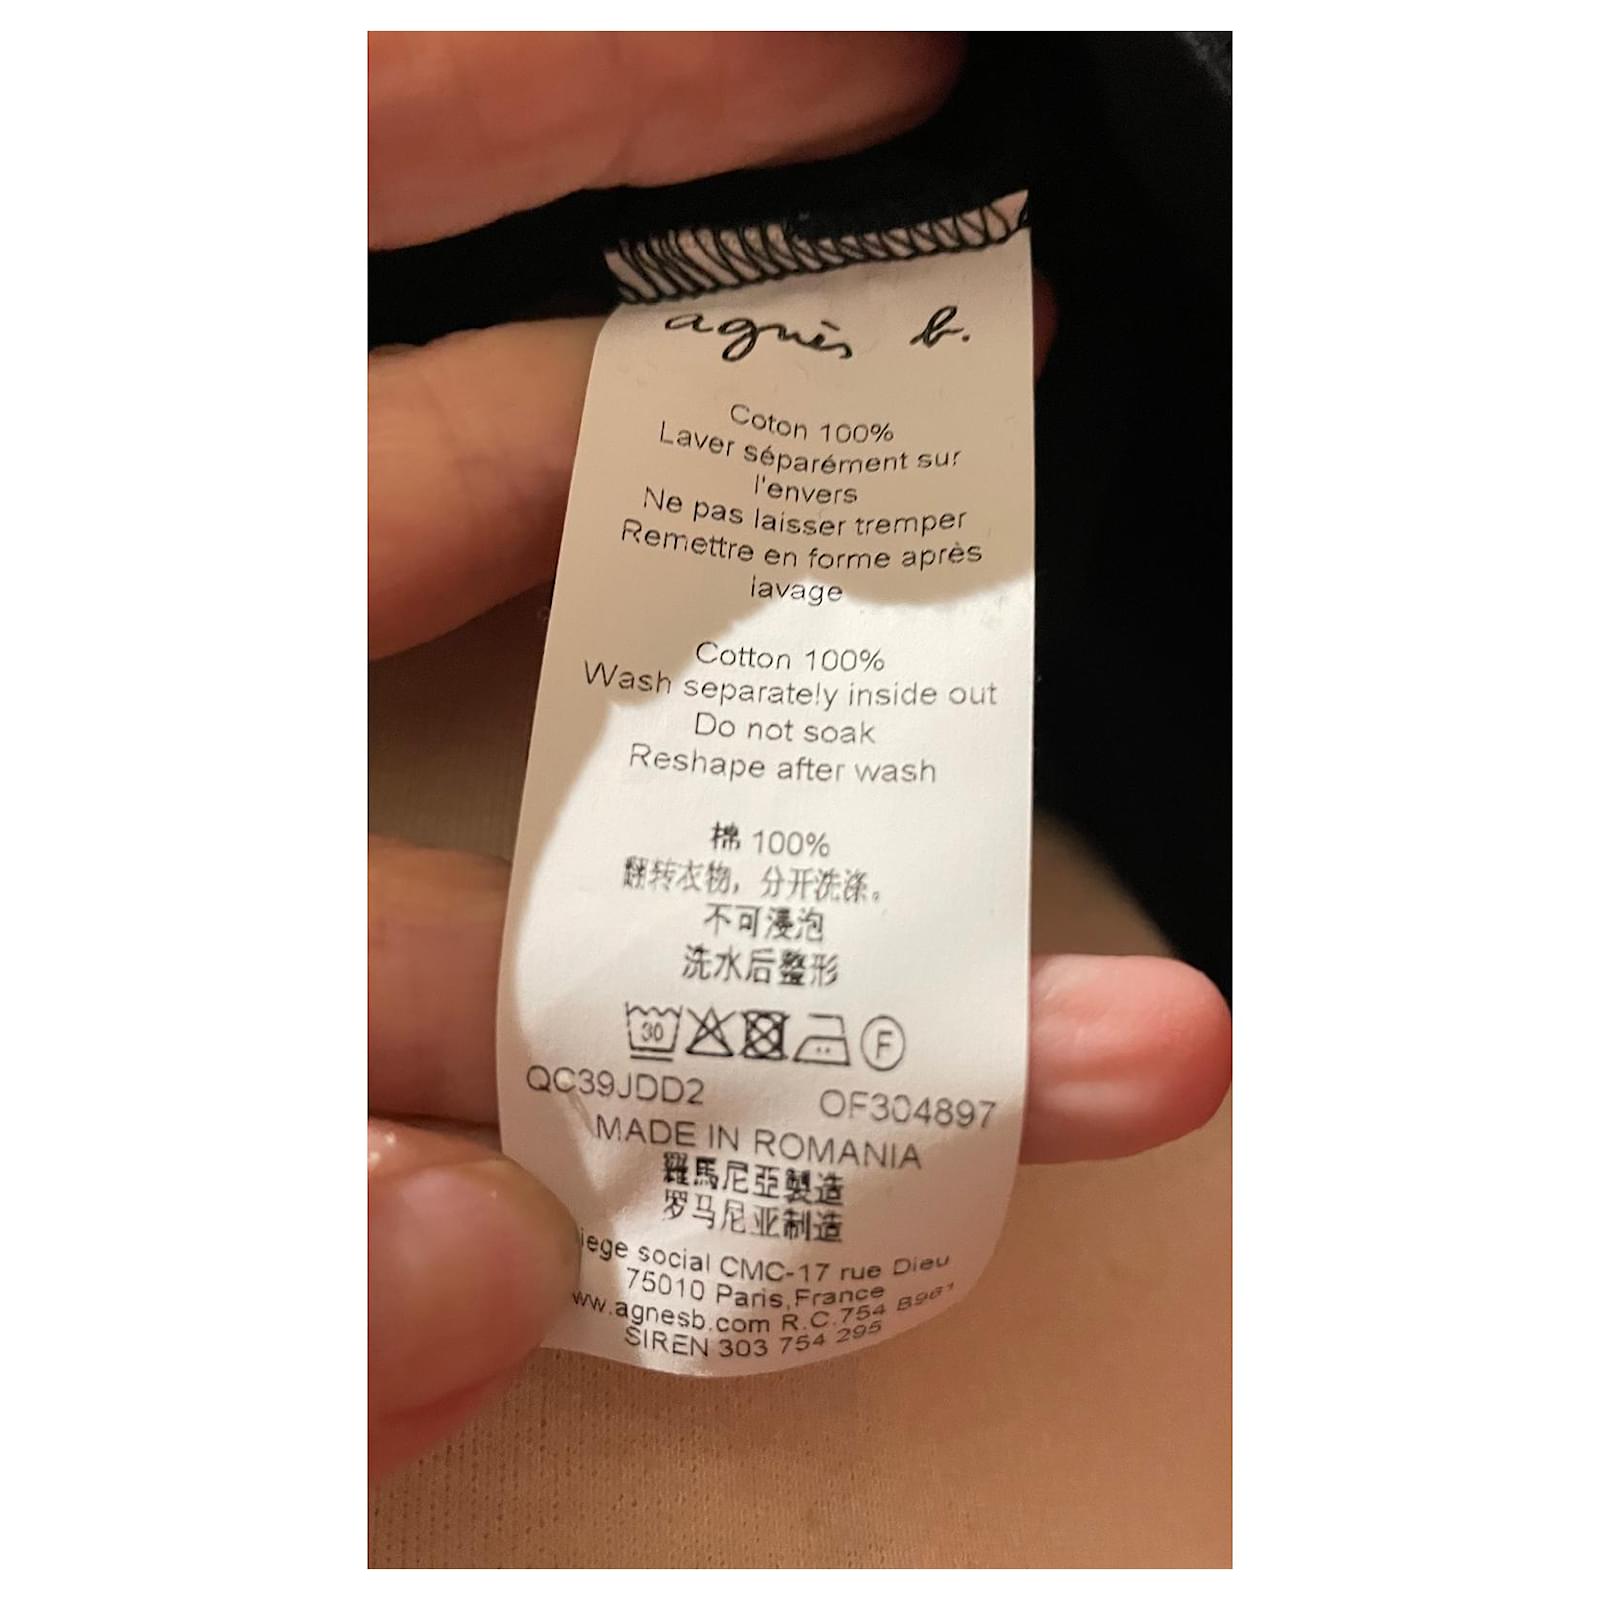 agnès b.
Coton 100%
Laver séparément sur
l'envers
Ne pas laisser tremper
Remettre en forme après
lavage
Cotton 100%
Wash separately inside out
Do not soak
Reshape after wash
棉 100%
翻转衣物，分开洗涤。
不可浸泡
洗水后整形
30
F
QC39JDD2 OF304897
MADE IN ROMANIA
羅馬尼亞製造
罗马尼亚制造
iege social CMC-17 rue Dieu
75010 Paris,France
ww.agnesb.com R.C.754
SIREN 303 754 295